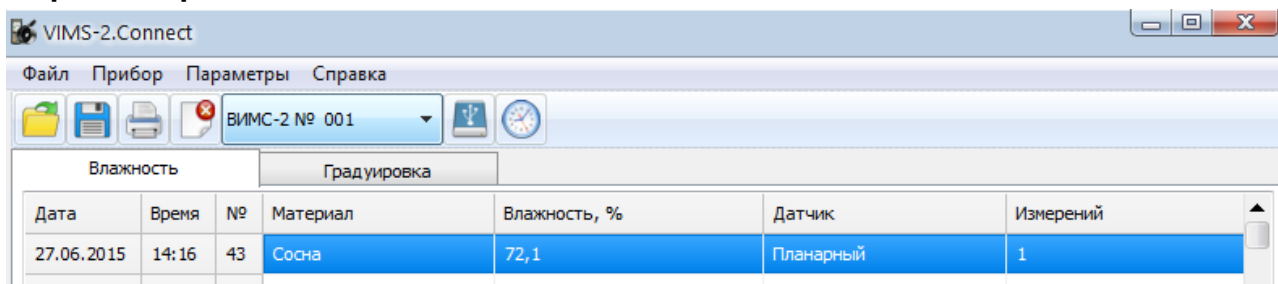 VIMS-2.Connect
Файл Прибор Параметры Справка
ВИМС-2 № 001
Влажность Градуировка
Дата Время № Материал Влажность, % Датчик Измерений
27.06.2015 14:16 43 Сосна 72,1 Планарный 1